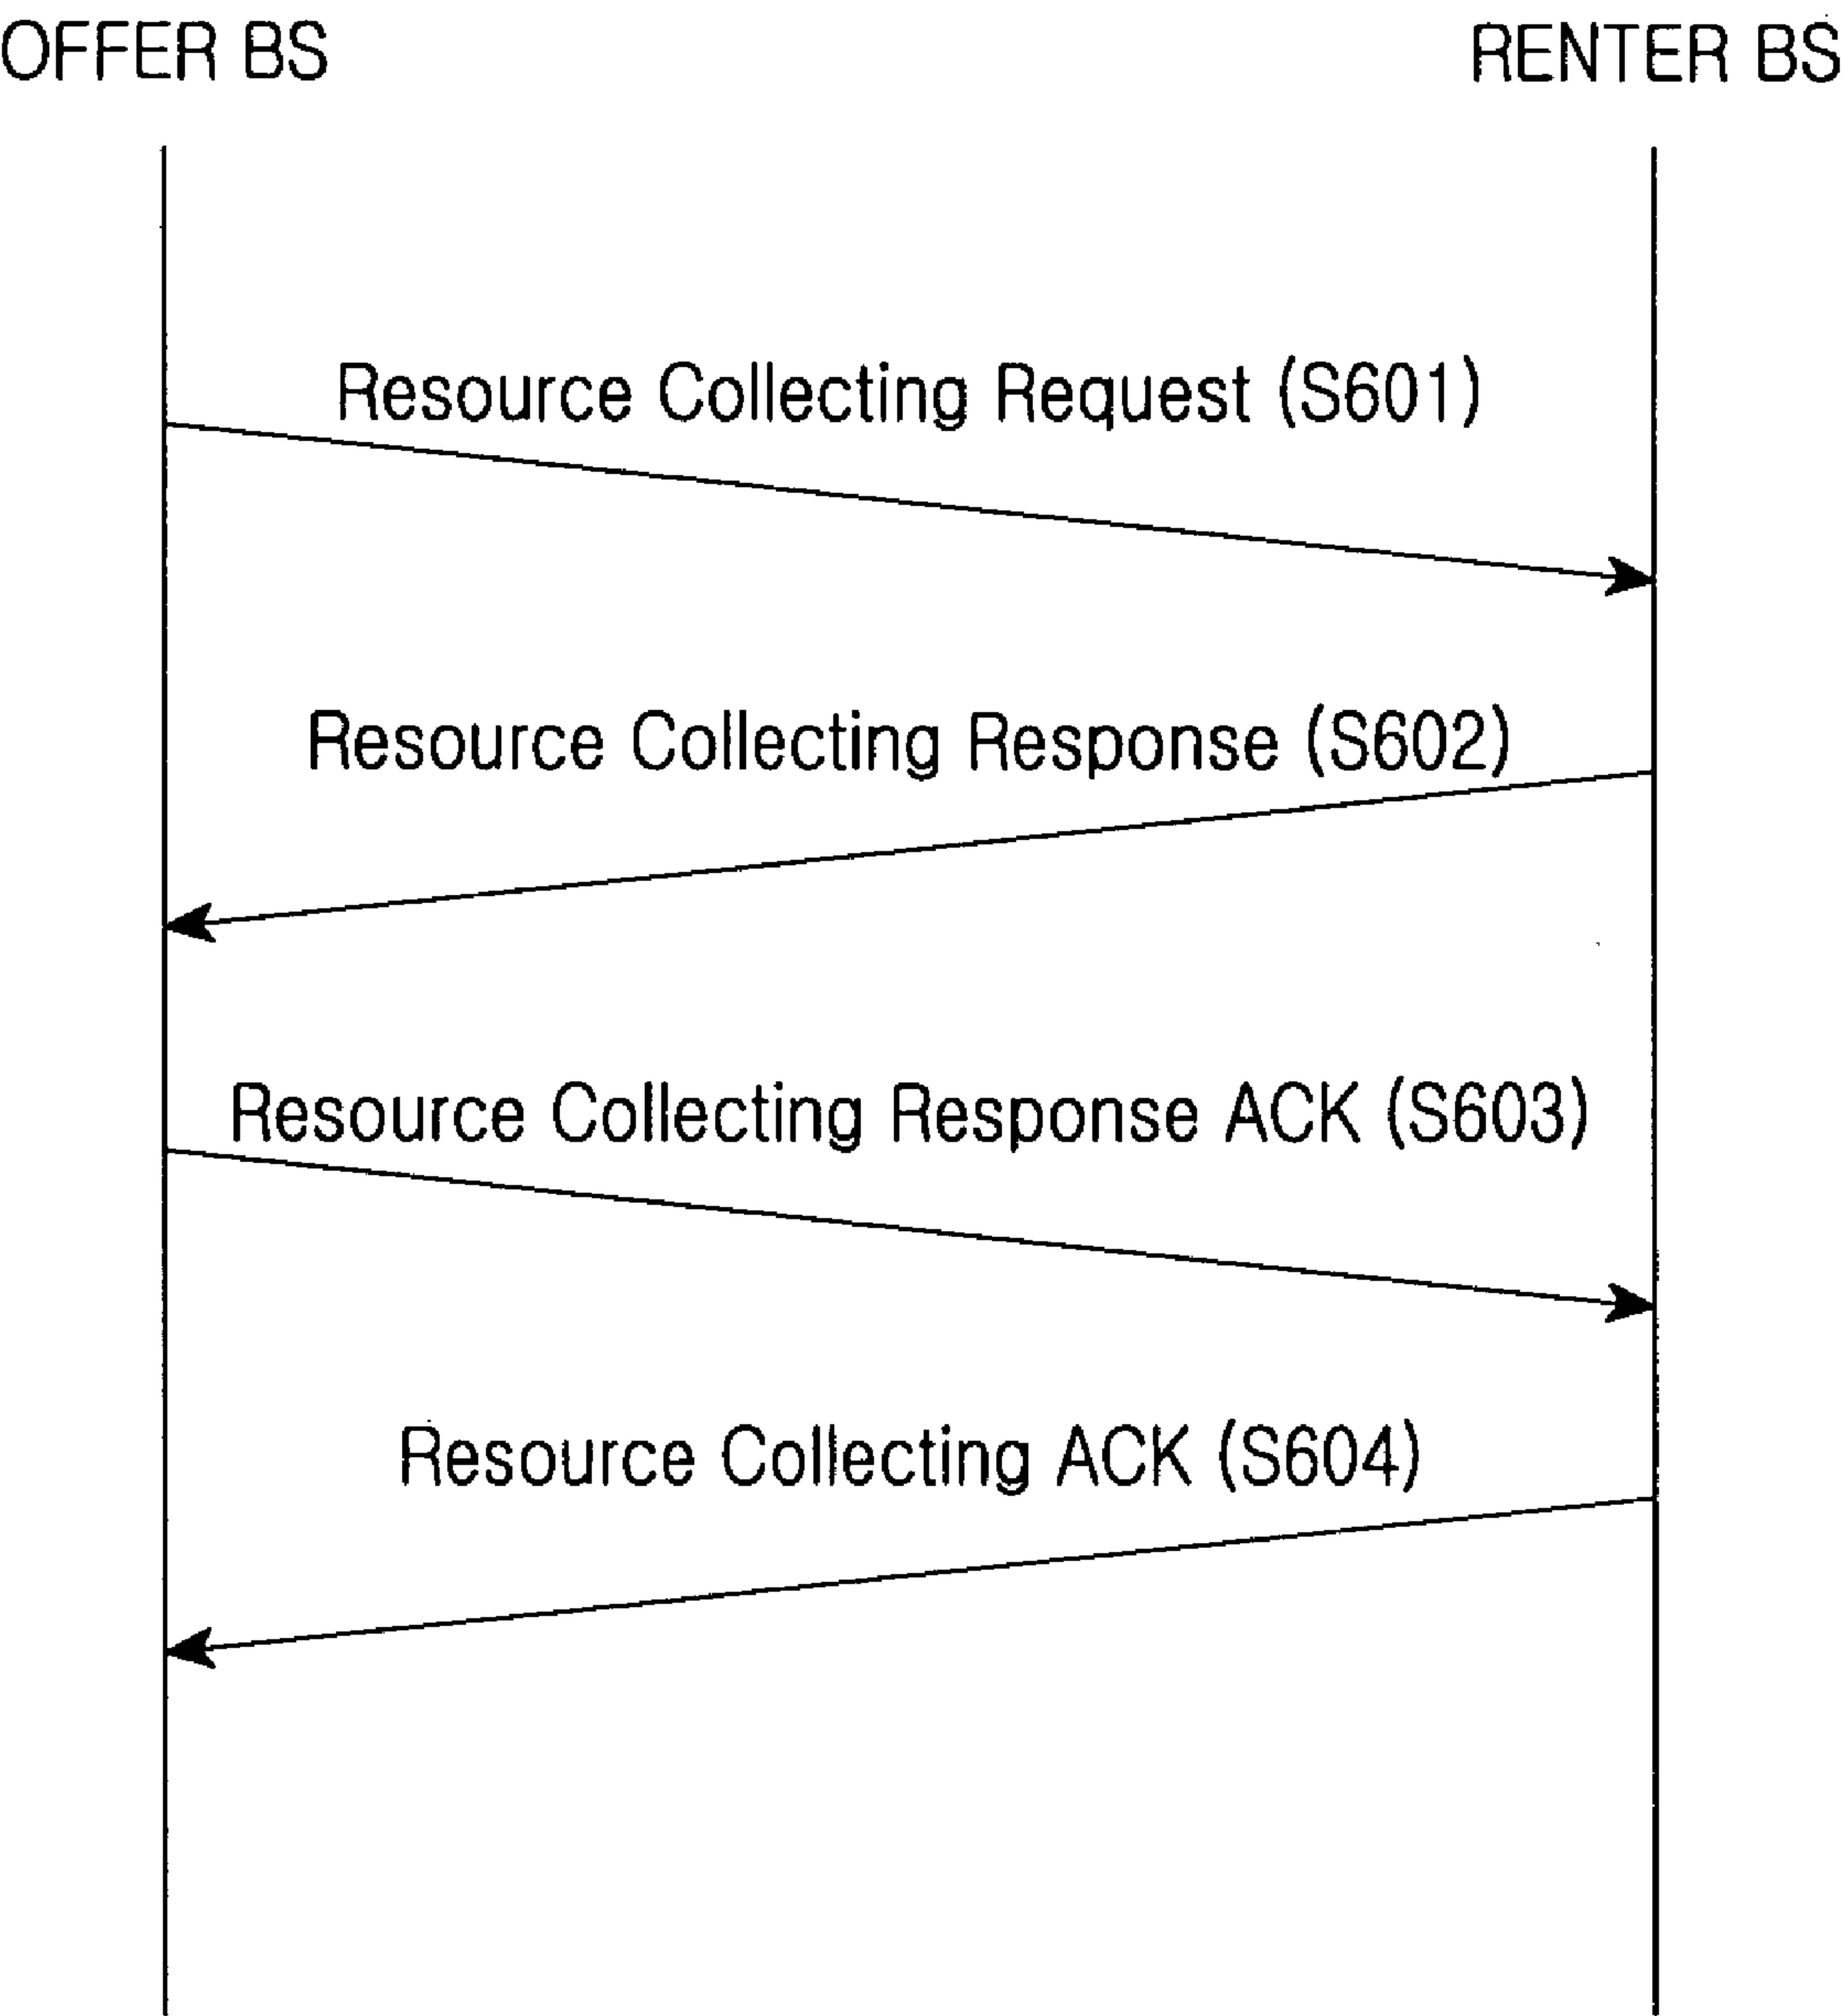 OFFER BS
RENTER BS
Resource Collecting Request (S601)
Resource Collecting Response (S602)
Resource Collecting Response ACK (S603)
Resource Collecting ACK (S604)